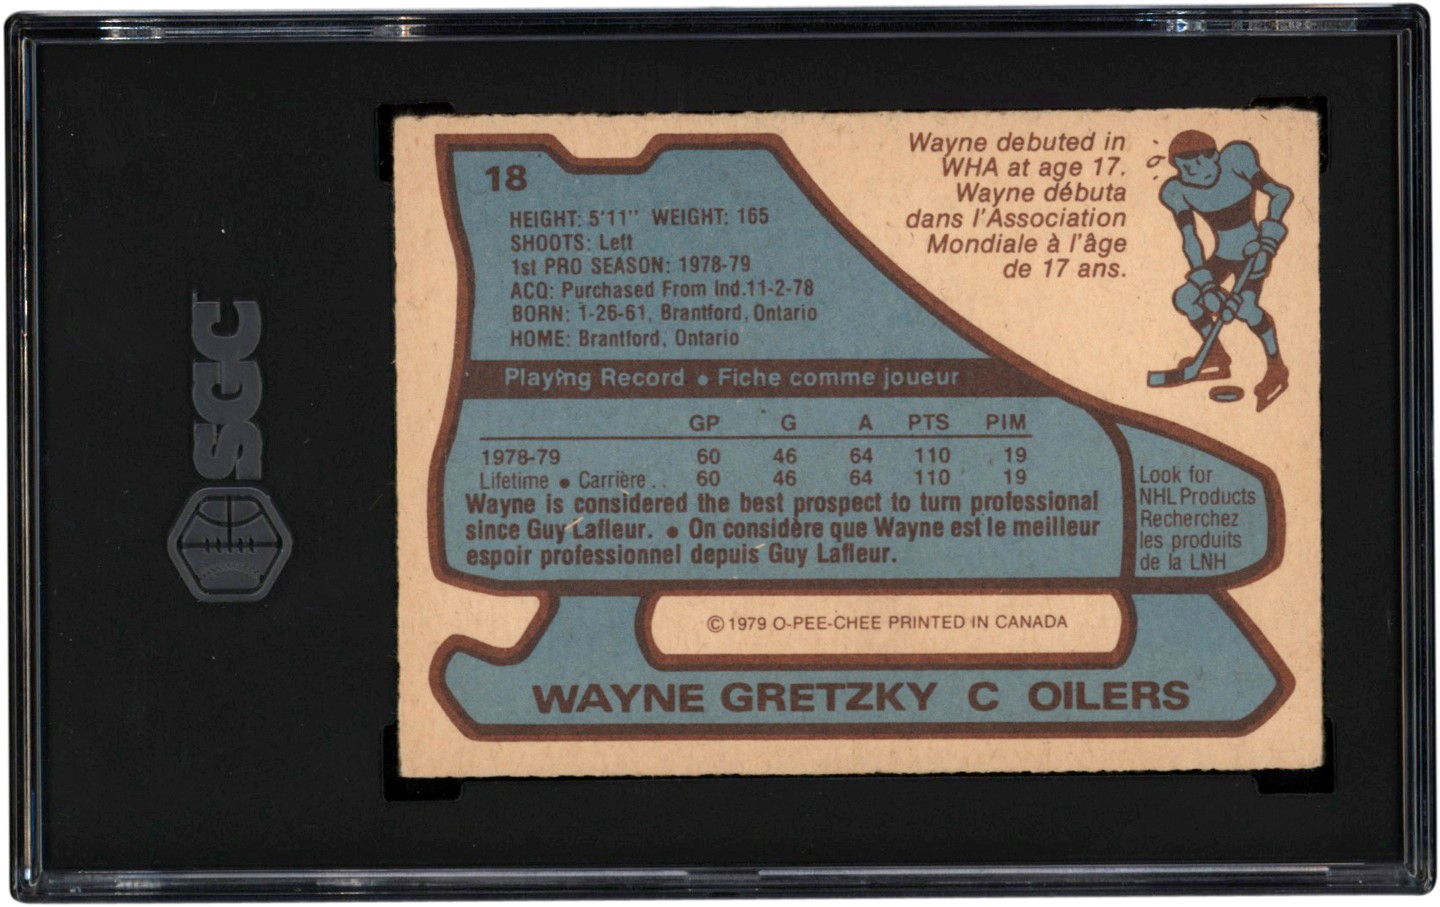 SGC
18
HEIGHT: 5'11" WEIGHT: 165
SHOOTS: Left
1st PRO SEASON: 1978-79
ACQ: Purchased From Ind.11-2-78
BORN: 1-26-61, Brantford, Ontario
HOME: Brantford, Ontario
Wayne debuted in
WHA at age 17.
Wayne débuta
dans l'Association
Mondiale à l'âge
de 17 ans.
Playing Record • Fiche comme joueur
GP G A PTS PIM
1978-79 60 46 64 110 19
Lifetime • Carrière . . 60 46 64 110 19
Wayne is considered the best prospect to turn professional
since Guy Lafleur. • On considère que Wayne est le meilleur
espoir professionnel depuis Guy Lafleur.
Look for
NHL Products
Recherchez
les produits
de la LNH
© 1979 O-PEE-CHEE PRINTED IN CANADA
WAYNE GRETZKY C OILERS